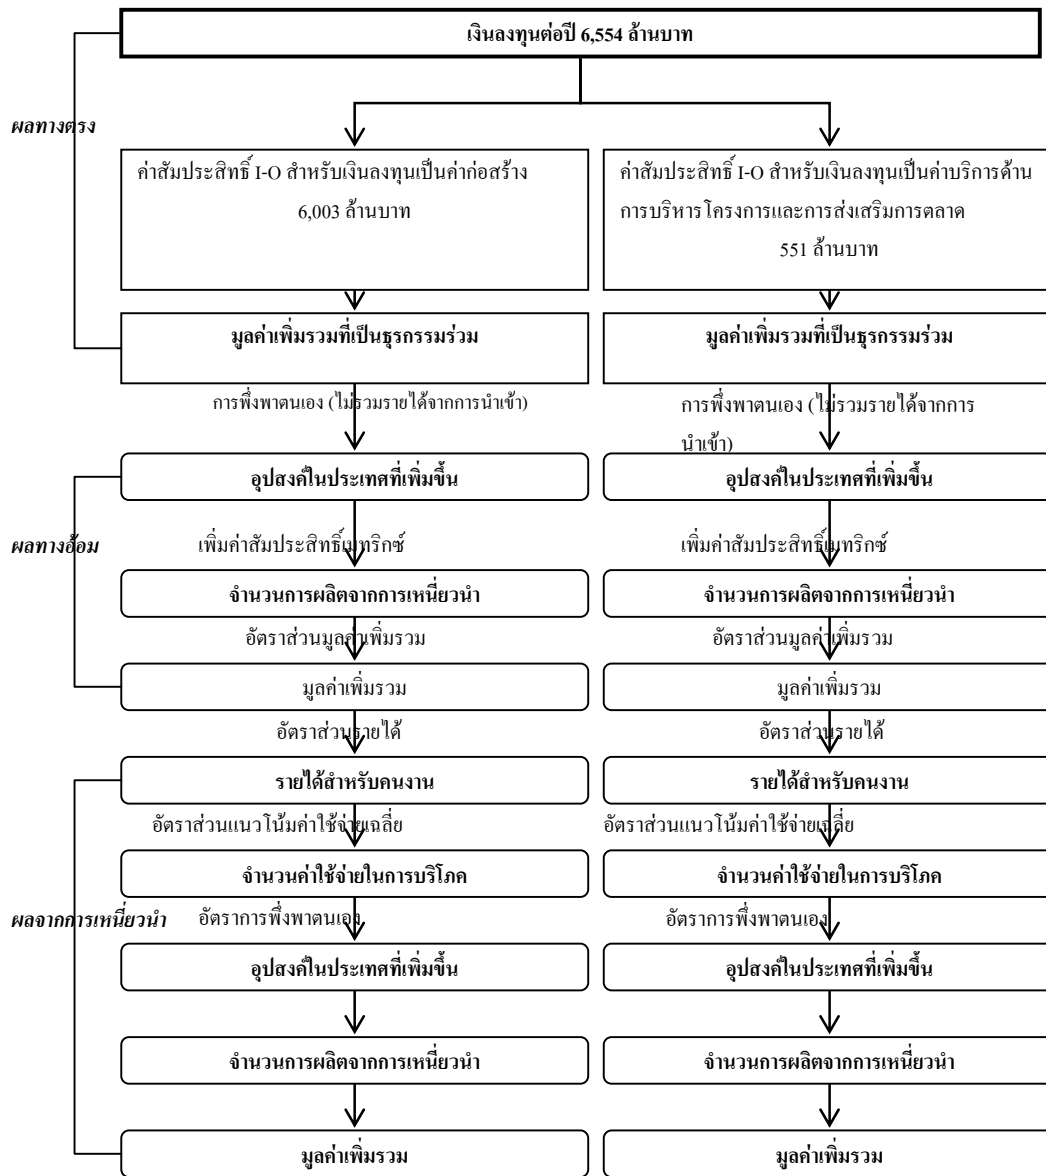 เงินลงทุนต่อปี 6,554 ล้านบาท
ผลทางตรง
ค่าสัมประสิทธิ์ I-O สำหรับเงินลงทุนเป็นค่าก่อสร้าง
6,003 ล้านบาท
ค่าสัมประสิทธิ์ I-O สำหรับเงินลงทุนเป็นค่าบริการด้าน
การบริหารโครงการและการส่งเสริมการตลาด
551 ล้านบาท
มูลค่าเพิ่มรวมที่เป็นธุรกรรมร่วม
มูลค่าเพิ่มรวมที่เป็นธุรกรรมร่วม
การพึ่งพาตนเอง (ไม่รวมรายได้จากการนำเข้า)
การพึ่งพาตนเอง (ไม่รวมรายได้จากการ
นำเข้า)
อุปสงค์ในประเทศที่เพิ่มขึ้น
อุปสงค์ในประเทศที่เพิ่มขึ้น
ผลทางอ้อม
เพิ่มค่าสัมประสิทธิ์เมทริกซ์
เพิ่มค่าสัมประสิทธิ์เมทริกซ์
จำนวนการผลิตจากการเหนี่ยวนำ
จำนวนการผลิตจากการเหนี่ยวนำ
อัตราส่วนมูลค่าเพิ่มรวม
อัตราส่วนมูลค่าเพิ่มรวม
มูลค่าเพิ่มรวม
มูลค่าเพิ่มรวม
อัตราส่วนรายได้
อัตราส่วนรายได้
รายได้สำหรับคนงาน
รายได้สำหรับคนงาน
อัตราส่วนแนวโน้มค่าใช้จ่ายเฉลี่ย
อัตราส่วนแนวโน้มค่าใช้จ่ายเฉลี่ย
จำนวนค่าใช้จ่ายในการบริโภค
จำนวนค่าใช้จ่ายในการบริโภค
ผลจากการเหนี่ยวนำ
อัตราการพึ่งพาตนเอง
อัตราการพึ่งพาตนเอง
อุปสงค์ในประเทศที่เพิ่มขึ้น
อุปสงค์ในประเทศที่เพิ่มขึ้น
จำนวนการผลิตจากการเหนี่ยวนำ
จำนวนการผลิตจากการเหนี่ยวนำ
มูลค่าเพิ่มรวม
มูลค่าเพิ่มรวม